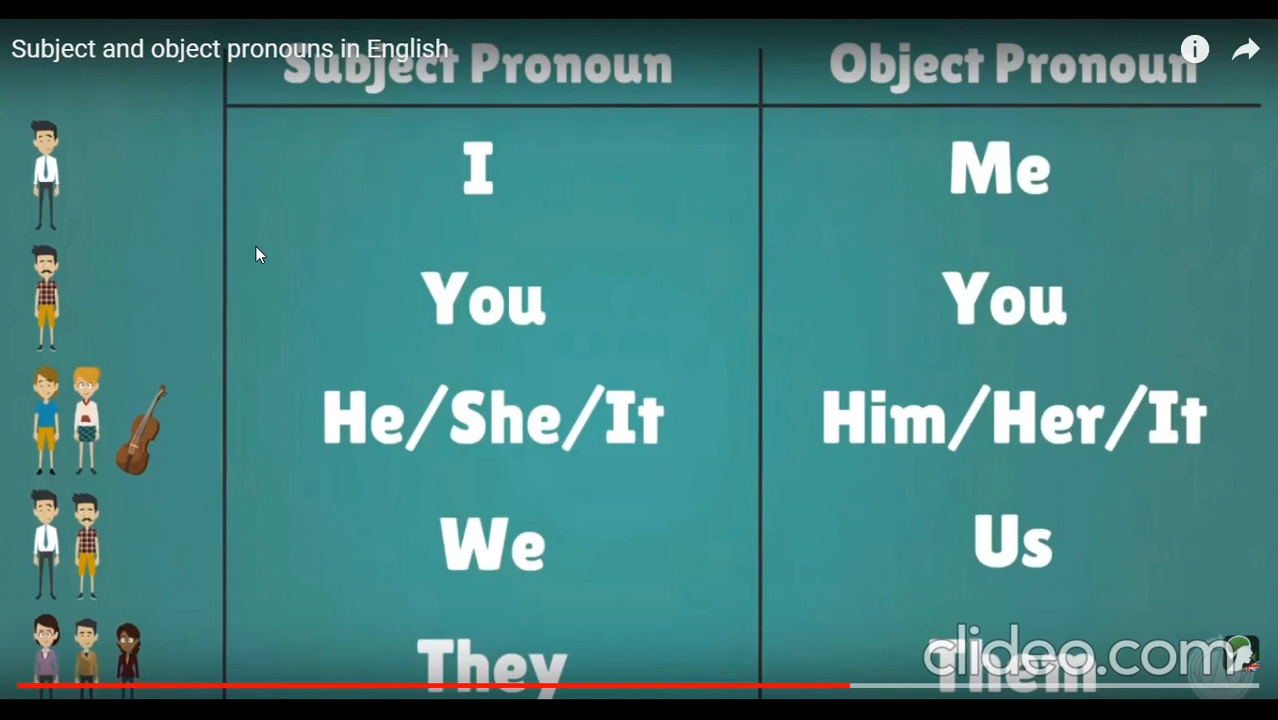 Subject and object pronouns in English
Subject Pronoun Object Pronoun
I Me
You You
He/She/It Him/Her/It
We Us
They Them
clideo.com